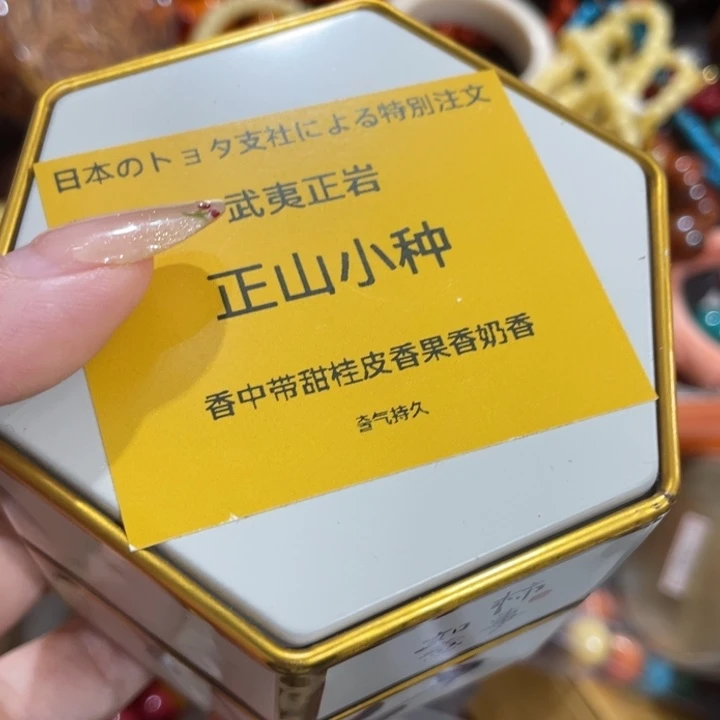 日本のトヨタ支社による特別注文
武夷正岩
正山小种
香中带甜桂皮香果香奶香
香气持久